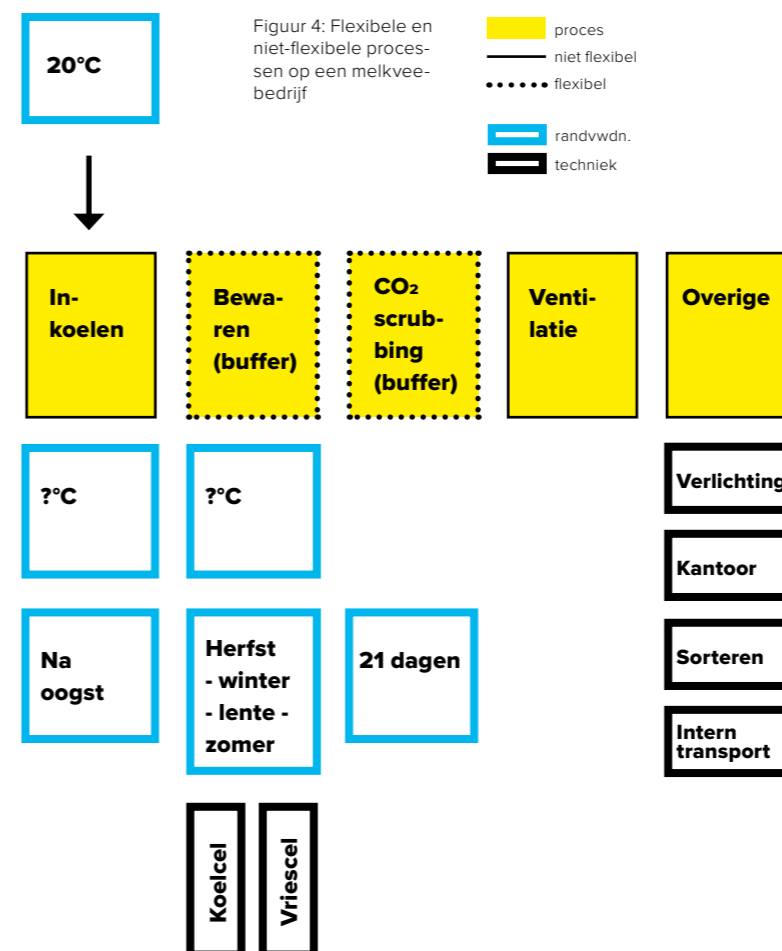 20°C
Figuur 4: Flexibele en
niet-flexibele proces-
sen op een melkvee-
bedrijf
proces
niet flexibel
flexibel
randvwdn.
techniek
In-
koelen
Bewa-
ren
(buffer)
CO₂
scrub-
bing
(buffer)
Venti-
latie
Overige
?°C
?°C
Verlichting
Kantoor
Na
oogst
Herfst
- winter
- lente -
zomer
21 dagen
Sorteren
Intern
transport
Koelcel
Vriescel